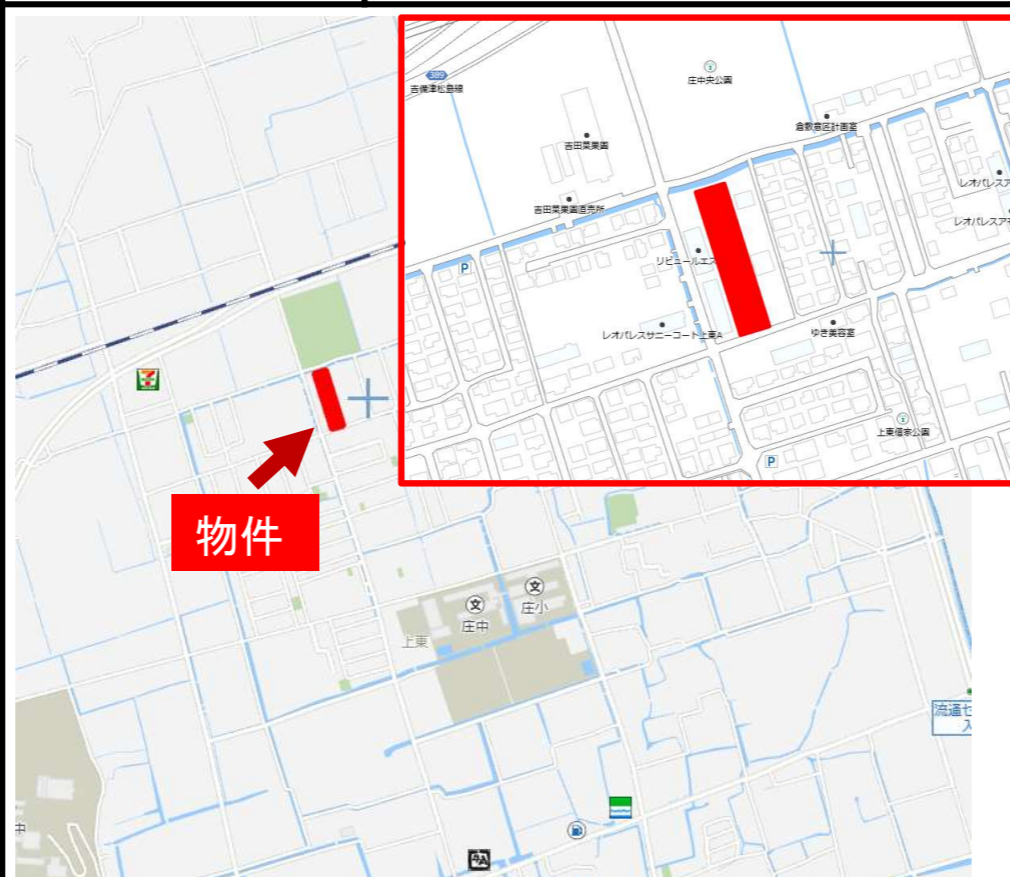 389
吉備津松島線
庄中央公園
倉敷意匠計画室
吉田菜果園
吉田菜果園直売所
レオパレスア
レオパレスア
P
リビュールエス
レオパレスサニーコート上東A
ゆき美容室
上東借家公園
P
物件
文
庄中
文
庄小
上東
流通セ
入
中